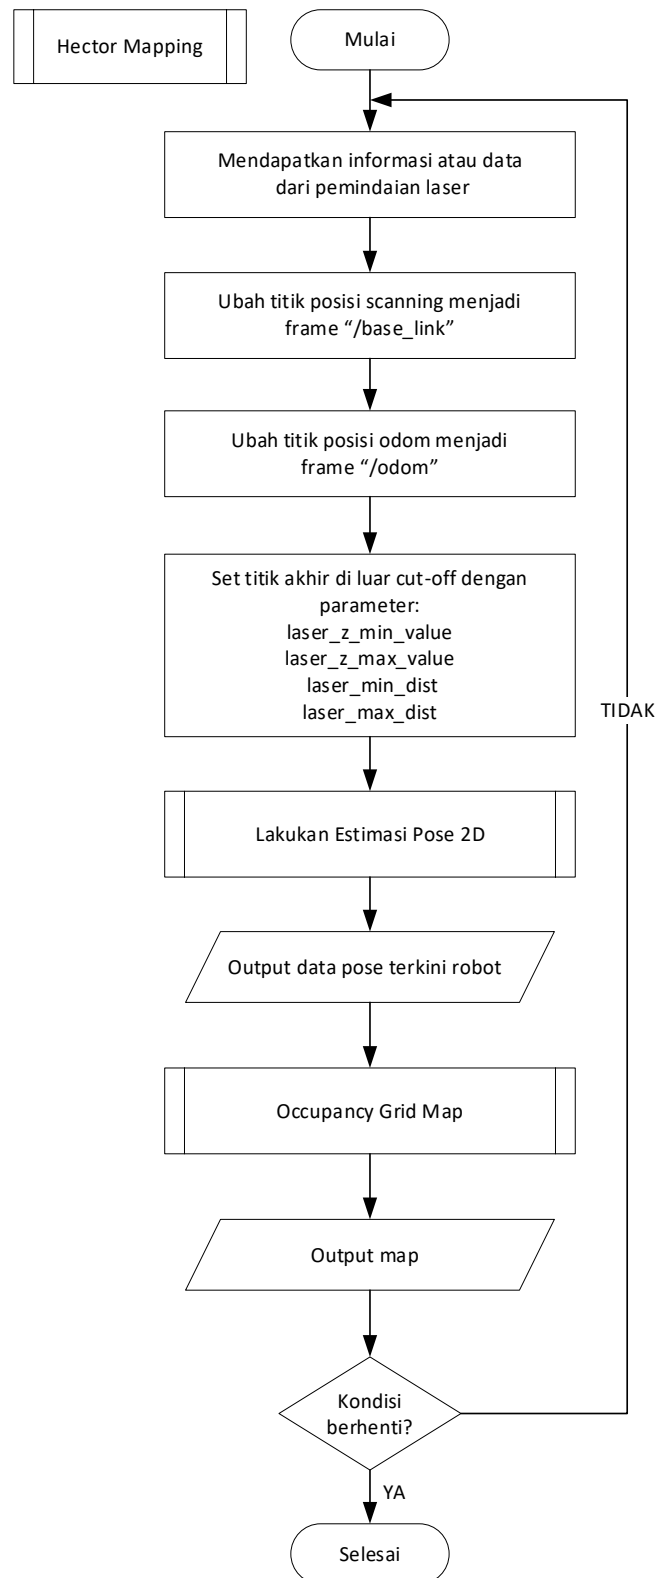 Hector Mapping
Mulai
Mendapatkan informasi atau data
dari pemindaian laser
Ubah titik posisi scanning menjadi
frame “/base_link”
Ubah titik posisi odom menjadi
frame “/odom”
Set titik akhir di luar cut-off dengan
parameter:
laser_z_min_value
laser_z_max_value
laser_min_dist
laser_max_dist
TIDAK
Lakukan Estimasi Pose 2D
Output data pose terkini robot
Occupancy Grid Map
Output map
Kondisi
berhenti?
YA
Selesai